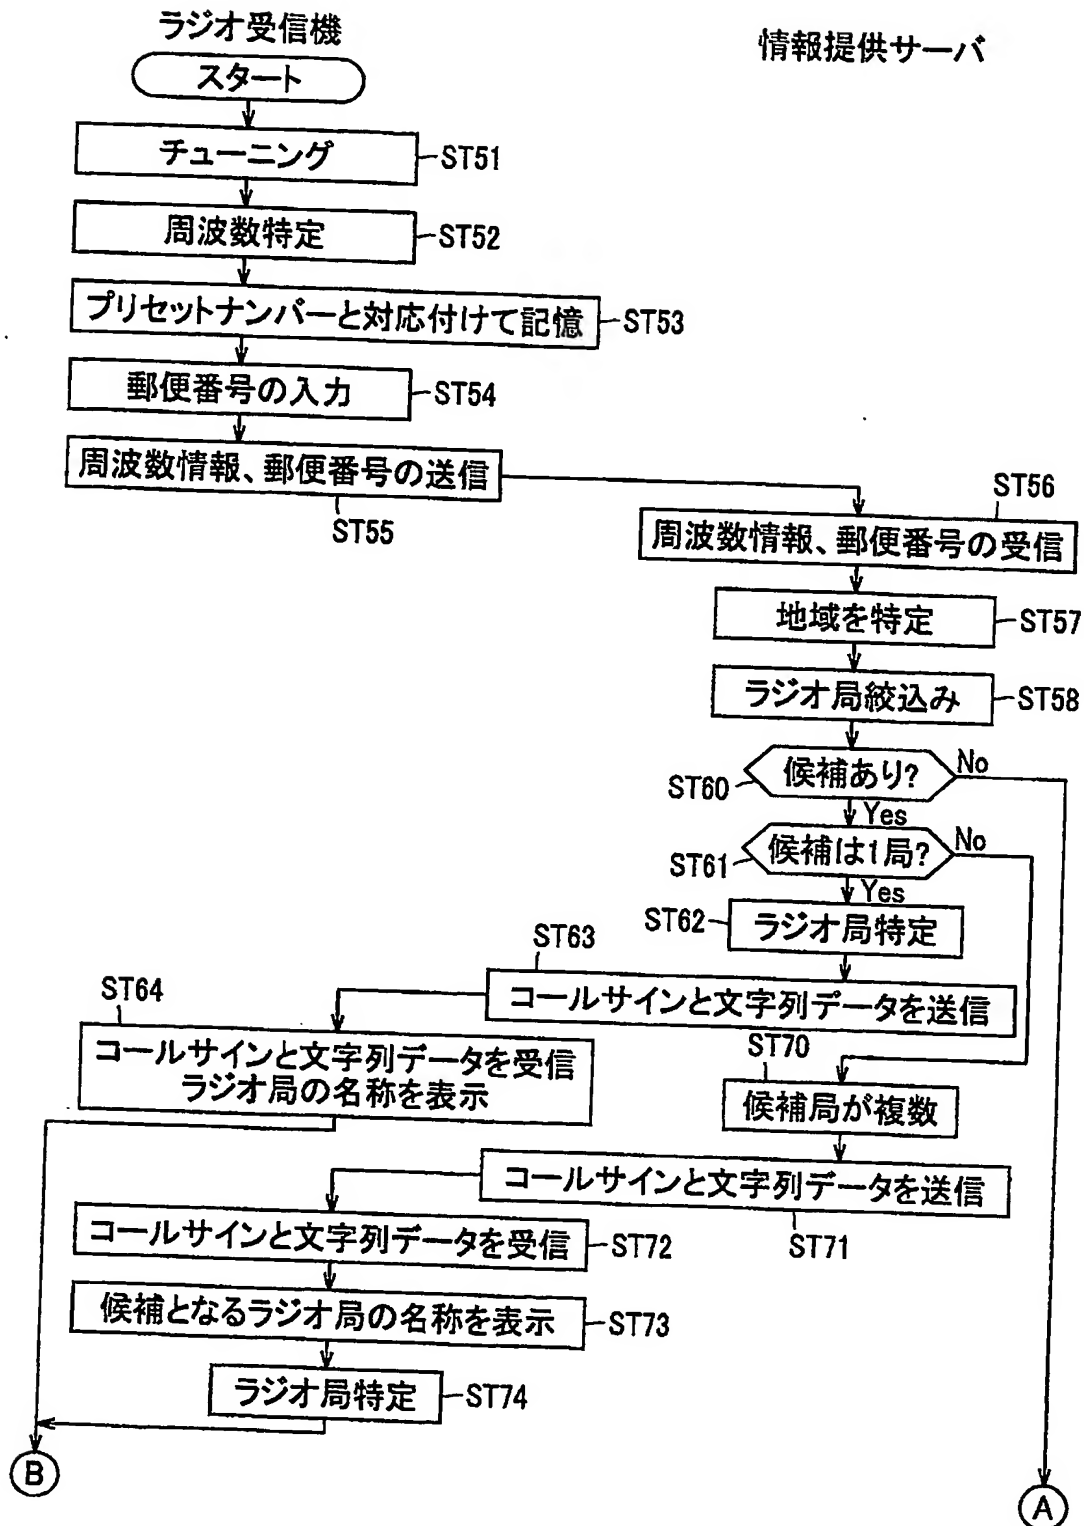 ラジオ受信機
情報提供サーバ
スタート
チューニング
ST51
周波数特定
ST52
プリセットナンバーと対応付けて記憶
ST53
郵便番号の入力
ST54
周波数情報、郵便番号の送信
ST55
ST56
周波数情報、郵便番号の受信
地域を特定
ST57
ラジオ局絞込み
ST58
候補あり?
No
ST60
Yes
候補は1局?
No
ST61
Yes
ST62
ラジオ局特定
ST63
コールサインと文字列データを送信
ST64
コールサインと文字列データを受信
ラジオ局の名称を表示
ST70
候補局が複数
コールサインと文字列データを送信
ST71
コールサインと文字列データを受信
ST72
候補となるラジオ局の名称を表示
ST73
ラジオ局特定
ST74
B
A